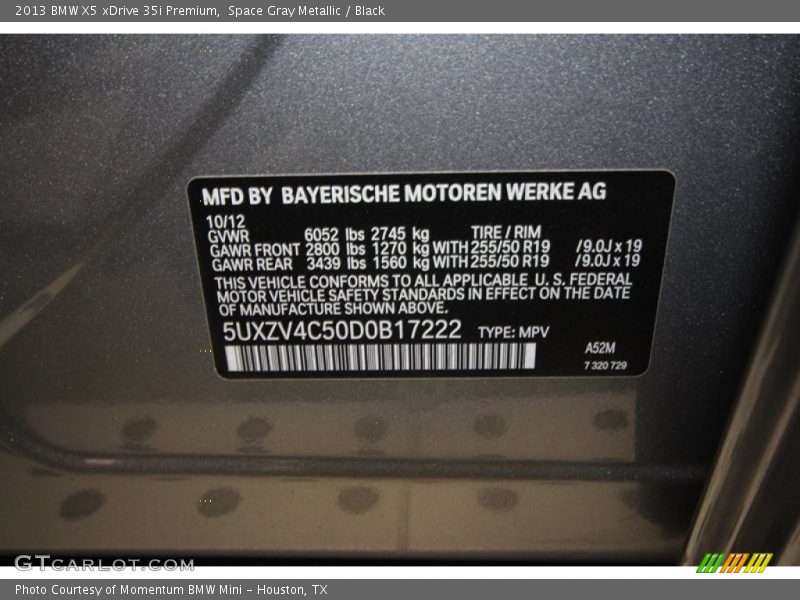 2013 BMW X5 xDrive 35i Premium, Space Gray Metallic / Black
MFD BY BAYERISCHE MOTOREN WERKE AG
10/12
GVWR 6052 lbs 2745 kg TIRE / RIM
GAWR FRONT 2806 lbs 1270 kg WITH 255/50 R19 /9.0J x 19
GAWR REAR 3439 lbs 1560 kg WITH 255/50 R19 /9.0J x 19
THIS VEHICLE CONFORMS TO ALL APPLICABLE U. S. FEDERAL
MOTOR VEHICLE SAFETY STANDARDS IN EFFECT ON THE DATE
OF MANUFACTURE SHOWN ABOVE.
5UXZV4C50D0B17222 TYPE: MPV
A52M
7 320 729
GTCARLOT.COM
Photo Courtesy of Momentum BMW Mini - Houston, TX